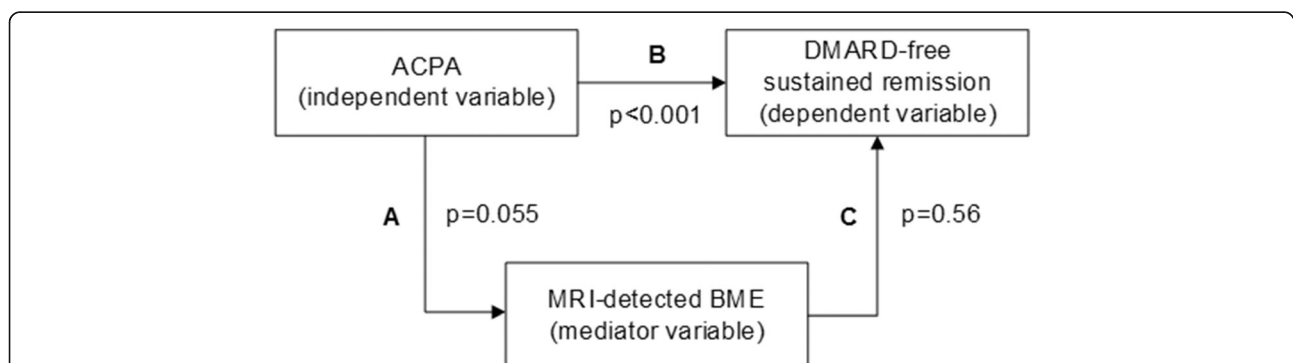 ACPA
(independent variable)
B
p<0.001
DMARD-free
sustained remission
(dependent variable)
A
p=0.055
C
p=0.56
MRI-detected BME
(mediator variable)